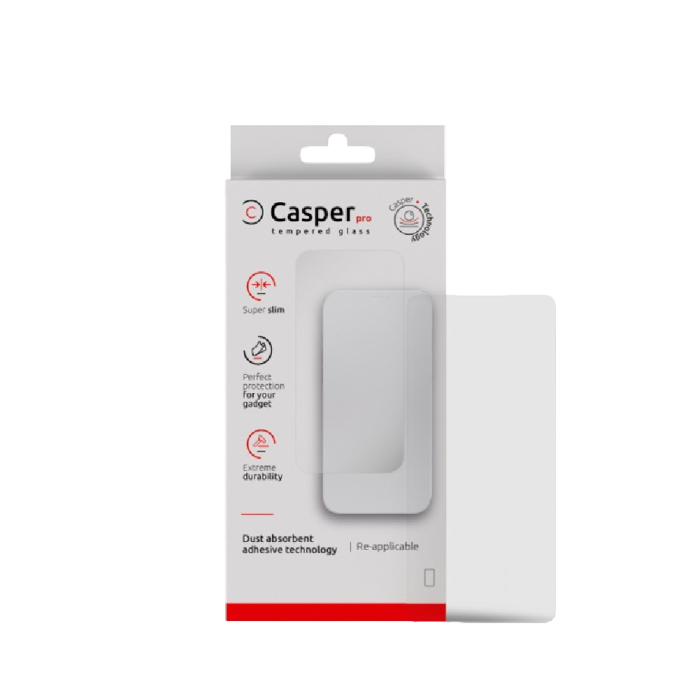 Casper pro
tempered glass
Casper • Technology
Super slim
Perfect
protection
for your
gadget
Extreme
durability
Dust absorbent
adhesive technology | Re-applicable